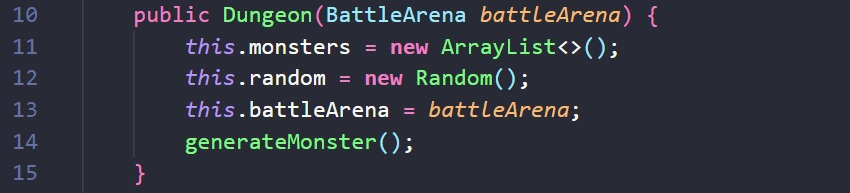 10 public Dungeon(BattleArena battleArena) {
11 this.monsters = new ArrayList<>();
12 this.random = new Random();
13 this.battleArena = battleArena;
14 generateMonster();
15 }